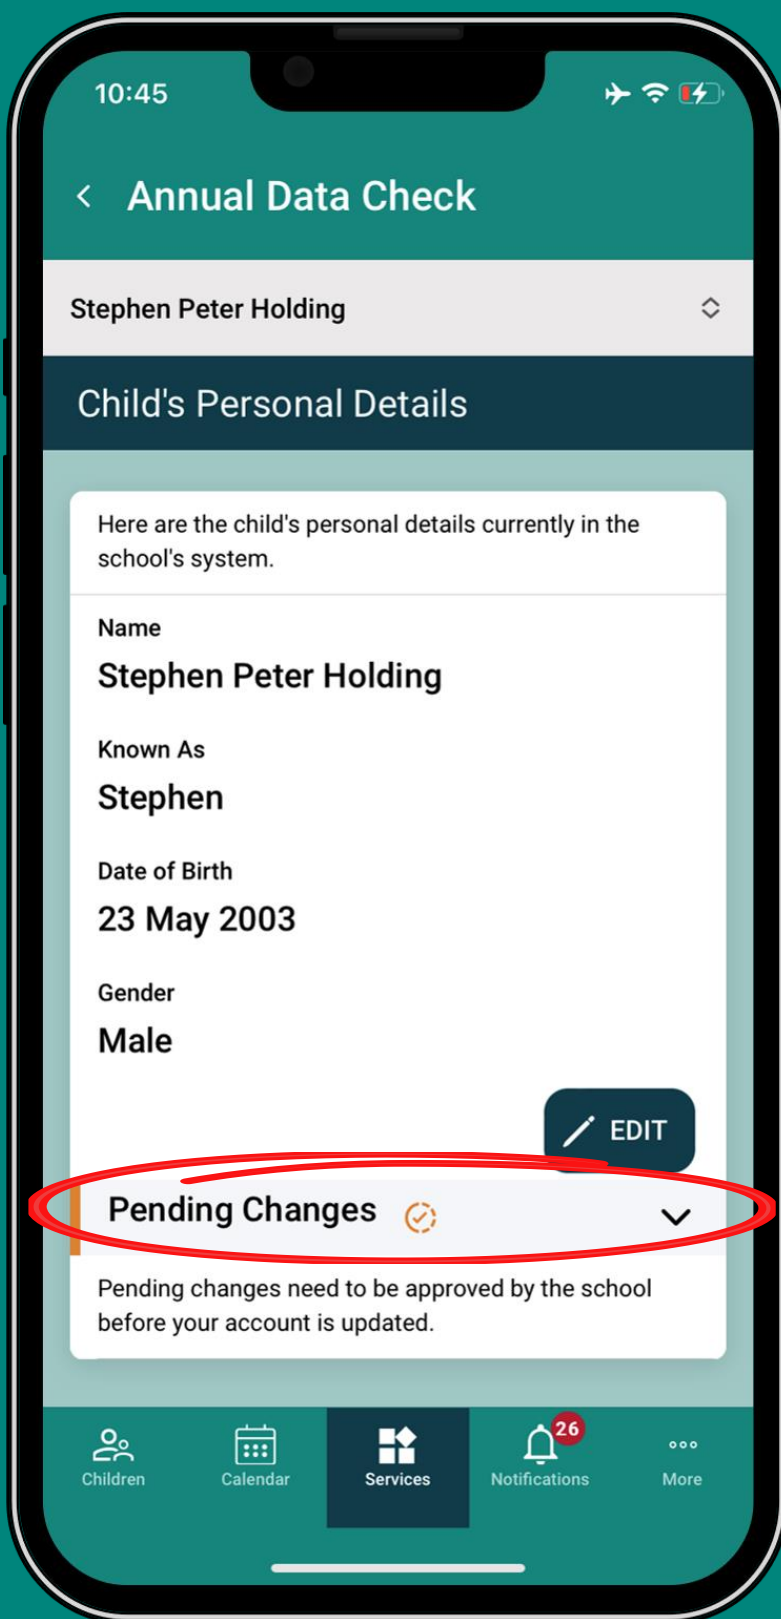 10:45
Annual Data Check
Stephen Peter Holding
Child's Personal Details
Here are the child's personal details currently in the
school's system.
Name
Stephen Peter Holding
Known As
Stephen
Date of Birth
23 May 2003
Gender
Male
EDIT
Pending Changes
Pending changes need to be approved by the school
before your account is updated.
26
Children Calendar Services Notifications More